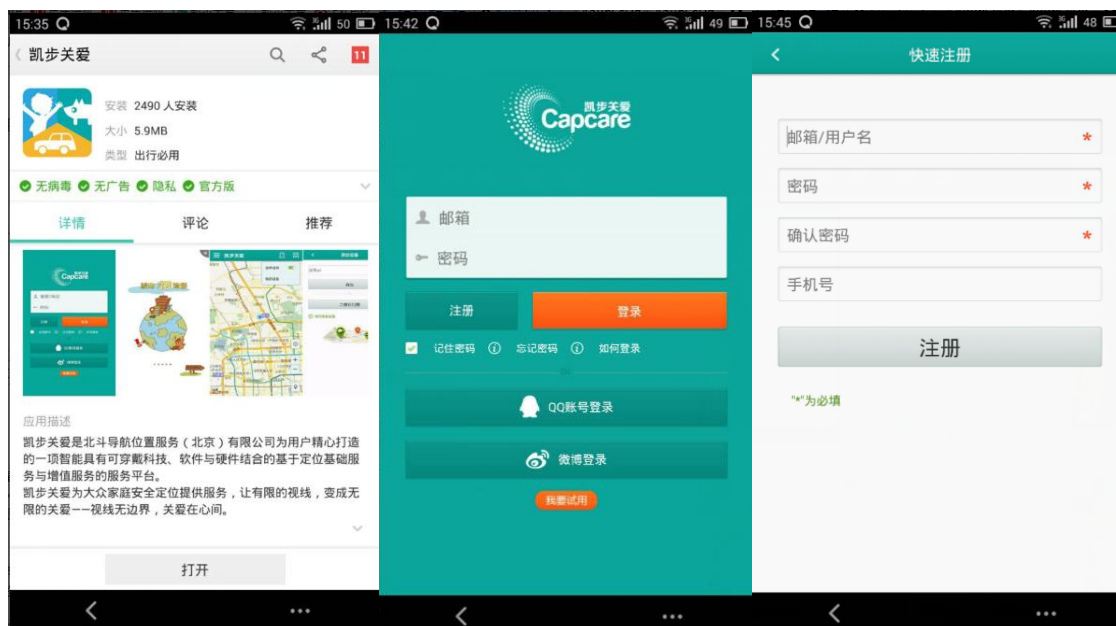 15:35
50
凯步关爱
11
安装 2490 人安装
大小 5.9MB
类型 出行必用
无病毒 无广告 隐私 官方版
详情 评论 推荐
Capcare
应用描述
凯步关爱是北斗导航位置服务(北京)有限公司为用户精心打造
的一项智能具有可穿戴科技、软件与硬件结合的基于定位基础服
务与增值服务的服务平台。
凯步关爱为大众家庭安全定位提供服务,让有限的视线,变成无
限的关爱——视线无边界,关爱在心间。
打开
15:42
49
凯步关爱
Capcare
邮箱
密码
注册 登录
记住密码 忘记密码 如何登录
QQ账号登录
微博登录
我要试用
15:45
48
快速注册
邮箱/用户名 *
密码 *
确认密码 *
手机号
注册
"*"为必填